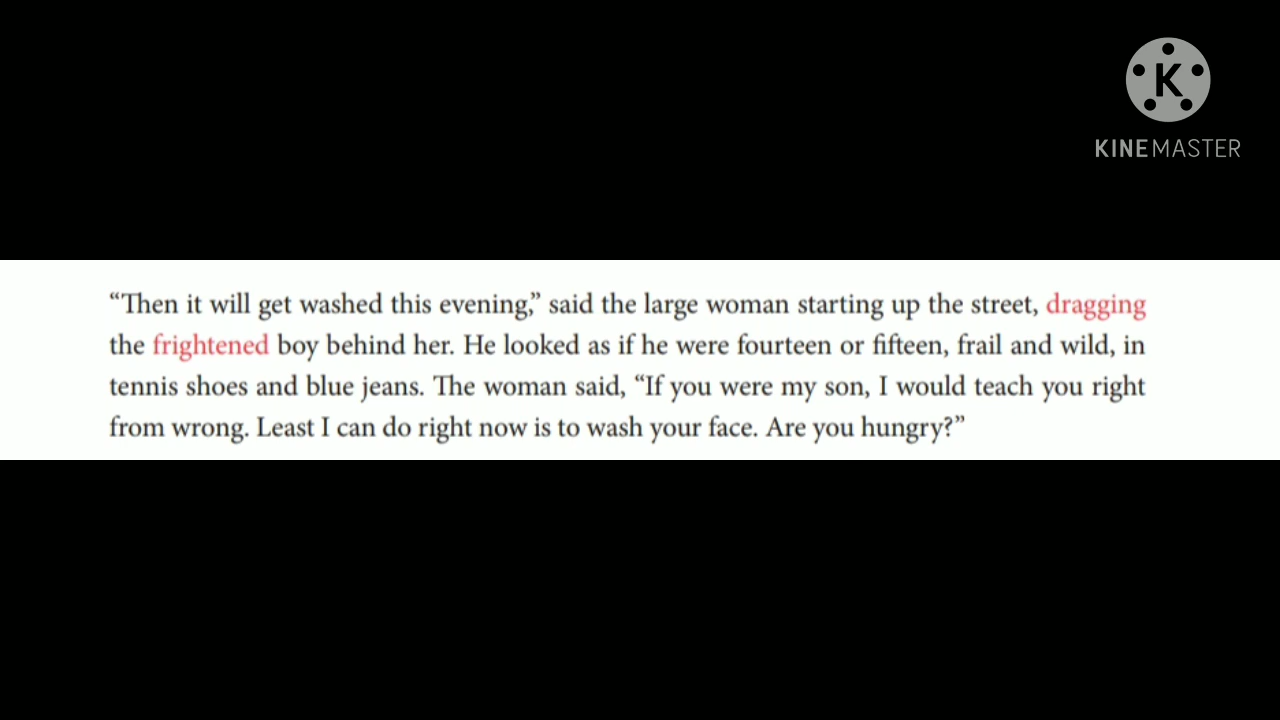 K
KINEMASTER
“Then it will get washed this evening,” said the large woman starting up the street, dragging
the frightened boy behind her. He looked as if he were fourteen or fifteen, frail and wild, in
tennis shoes and blue jeans. The woman said, “If you were my son, I would teach you right
from wrong. Least I can do right now is to wash your face. Are you hungry?”